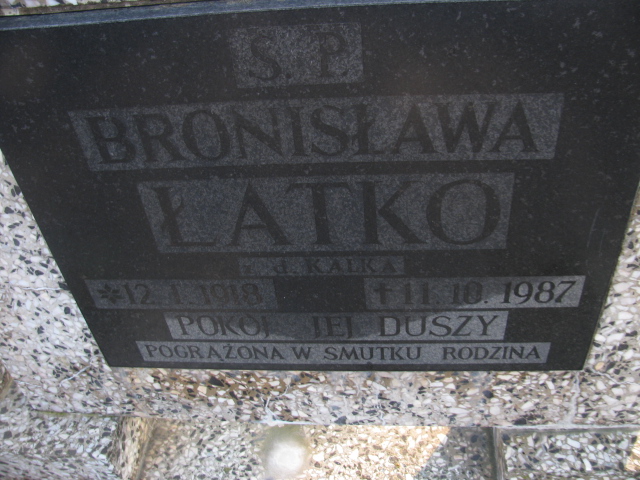 Ś. P.
BRONISŁAWA
ŁATKO
z d. KALKA
*12. 1. 1918 †11. 10. 1987
POKÓJ JEJ DUSZY
POGRĄŻONA W SMUTKU RODZINA